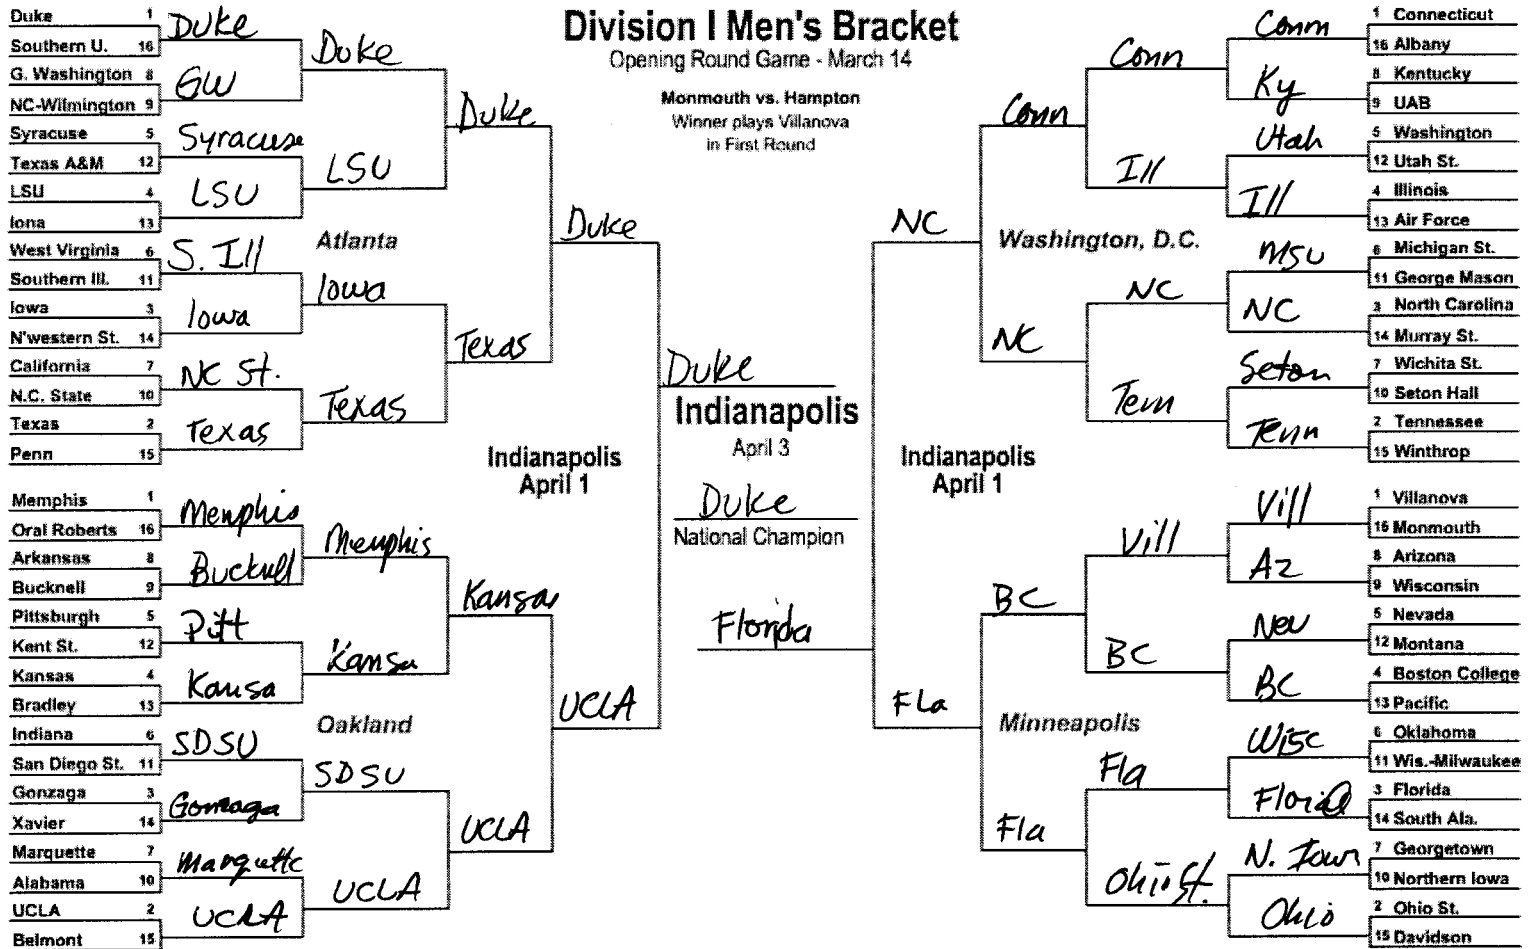 Division I Men's Bracket
Opening Round Game - March 14
Monmouth vs. Hampton
Winner plays Villanova
in First Round
Duke 1
Southern U. 16
G. Washington 8
NC-Wilmington 9
Syracuse 5
Texas A&M 12
LSU 4
Iona 13
West Virginia 6
Southern Ill. 11
Iowa 3
N'western St. 14
California 7
N.C. State 10
Texas 2
Penn 15
Duke
GW
Syracuse
LSU
S. Ill
Iowa
NC St.
Texas
Duke
LSU
Atlanta
Iowa
Texas
Duke
Texas
Duke
Memphis 1
Oral Roberts 16
Arkansas 8
Bucknell 9
Pittsburgh 5
Kent St. 12
Kansas 4
Bradley 13
Indiana 6
San Diego St. 11
Gonzaga 3
Xavier 14
Marquette 7
Alabama 10
UCLA 2
Belmont 15
Memphis
Bucknell
Pitt
Kansa
SDSU
Gonzaga
Marquette
UCLA
Memphis
Kansa
Oakland
SDSU
UCLA
Kansas
UCLA
UCLA
Indianapolis
April 1
Duke
Indianapolis
April 3
Duke
National Champion
Florida
Indianapolis
April 1
NC
FLa
Conn
NC
Conn
Ill
Washington, D.C.
NC
Tenn
Conn
Ky
Utah
Ill
MSU
NC
Seton
Tenn
1 Connecticut
16 Albany
8 Kentucky
9 UAB
5 Washington
12 Utah St.
4 Illinois
13 Air Force
6 Michigan St.
11 George Mason
3 North Carolina
14 Murray St.
7 Wichita St.
10 Seton Hall
2 Tennessee
15 Winthrop
BC
Fla
Vill
BC
Minneapolis
Fla
Ohio St.
Vill
Az
Nev
BC
Wisc
Florid
N. Iowa
Ohio
1 Villanova
16 Monmouth
8 Arizona
9 Wisconsin
5 Nevada
12 Montana
4 Boston College
13 Pacific
6 Oklahoma
11 Wis.-Milwaukee
3 Florida
14 South Ala.
7 Georgetown
10 Northern Iowa
2 Ohio St.
15 Davidson